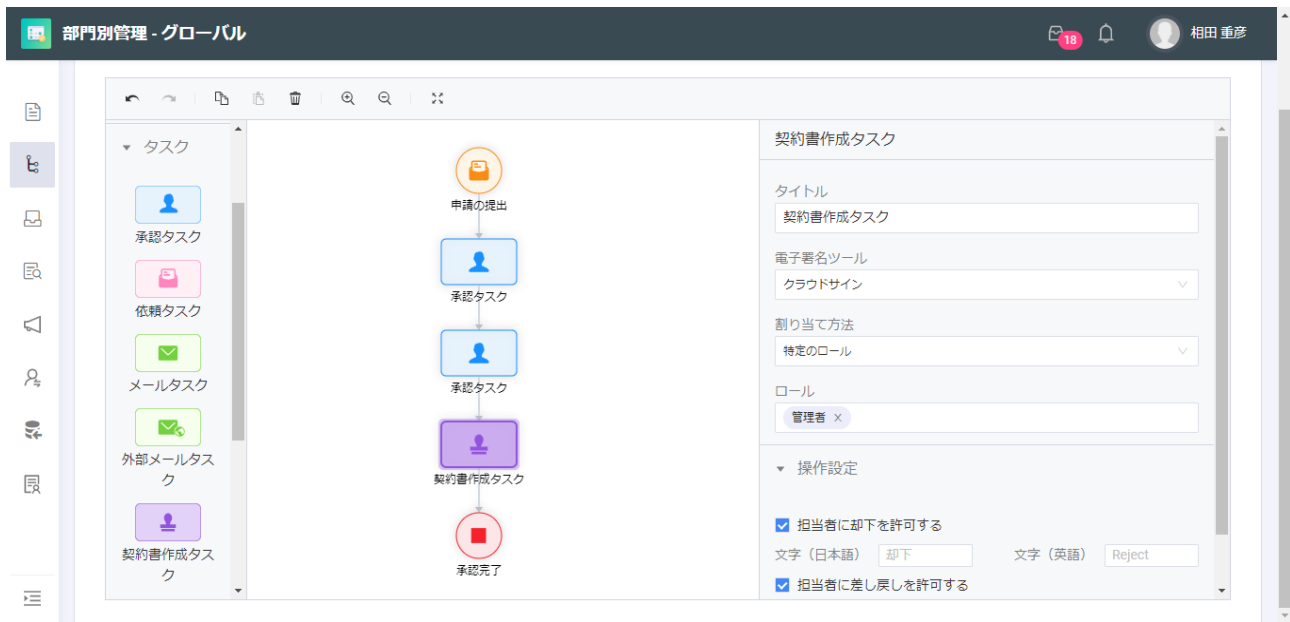 部門別管理 - グローバル
18
相田 重彦
タスク
承認タスク
依頼タスク
メールタスク
外部メールタス
ク
契約書作成タス
ク
申請の提出
承認タスク
承認タスク
契約書作成タスク
承認完了
契約書作成タスク
タイトル
契約書作成タスク
電子署名ツール
クラウドサイン
割り当て方法
特定のロール
ロール
管理者 ×
操作設定
担当者に却下を許可する
文字（日本語） 却下 文字（英語） Reject
担当者に差し戻しを許可する